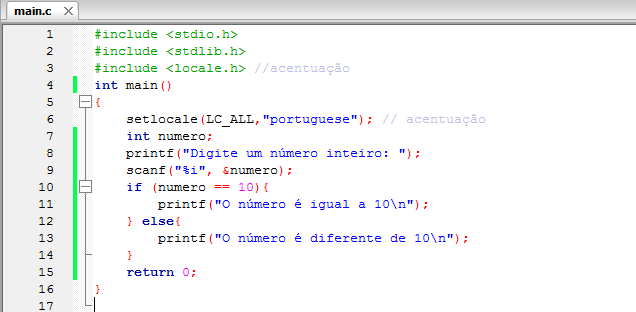 main.c
1 #include <stdio.h>
2 #include <stdlib.h>
3 #include <locale.h> //acentuação
4 int main()
5 {
6 setlocale(LC_ALL,"portuguese"); // acentuação
7 int numero;
8 printf("Digite um número inteiro: ");
9 scanf("%i", &numero);
10 if (numero == 10){
11 printf("O número é igual a 10\n");
12 } else{
13 printf("O número é diferente de 10\n");
14 }
15 return 0;
16 }
17